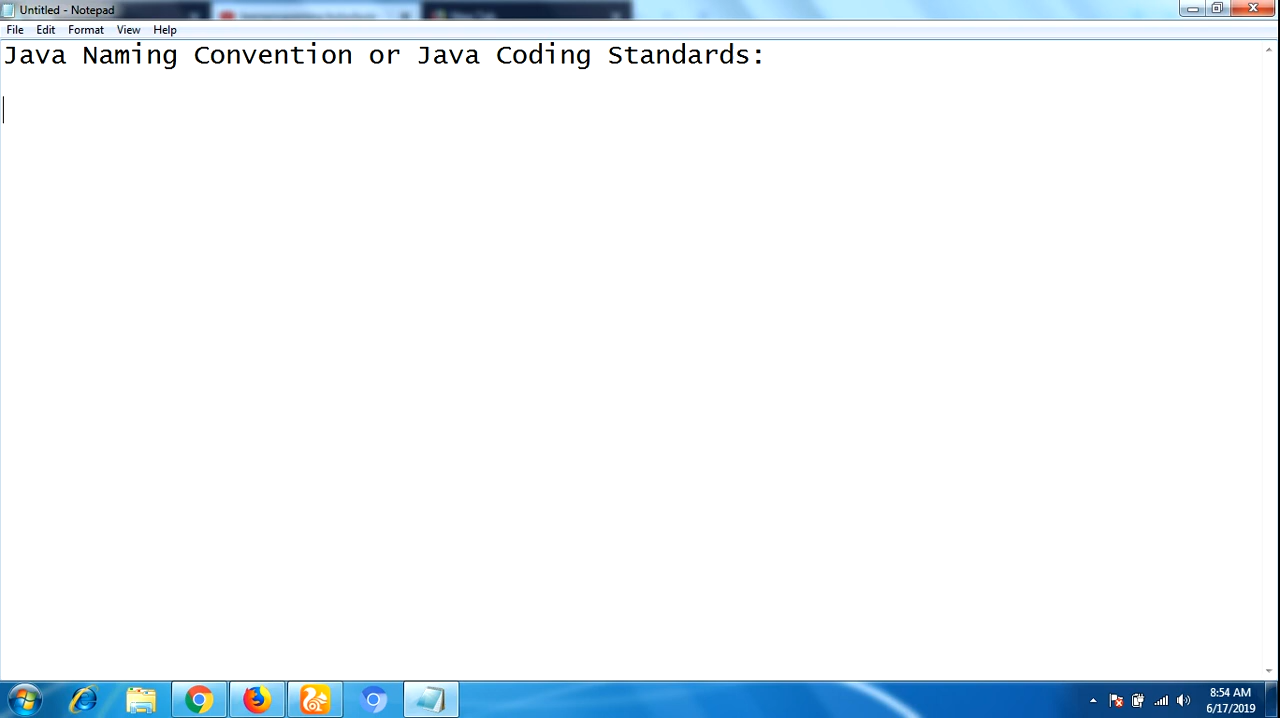 Untitled - Notepad
File Edit Format View Help
Java Naming Convention or Java Coding Standards:
8:54 AM
6/17/2019